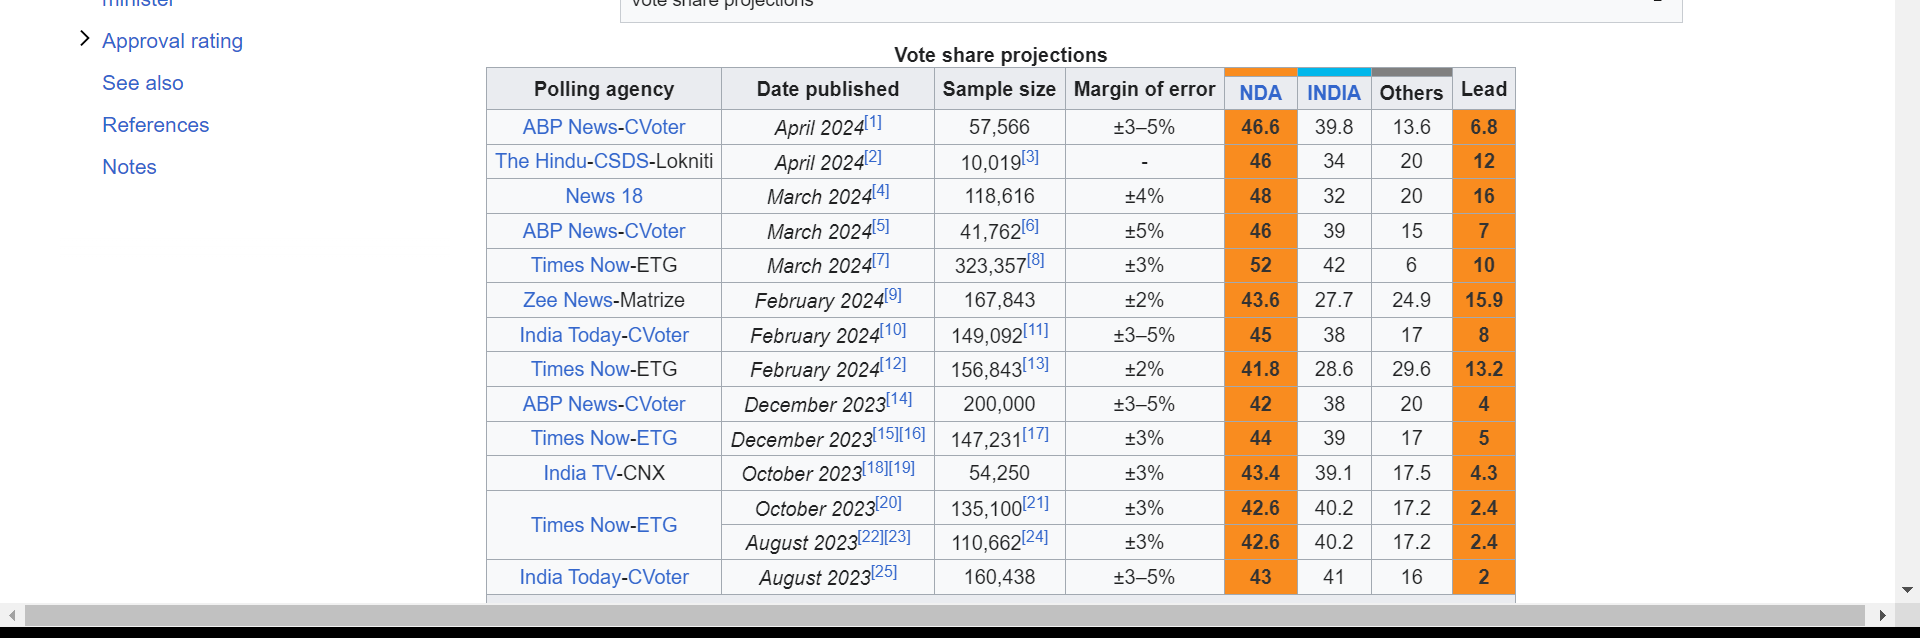 minister
vote share projections
Approval rating
See also
References
Notes
Vote share projections
Polling agency Date published Sample size Margin of error NDA INDIA Others Lead
ABP News-CVoter April 2024[1] 57,566 ±3–5% 46.6 39.8 13.6 6.8
The Hindu-CSDS-Lokniti April 2024[2] 10,019[3] - 46 34 20 12
News 18 March 2024[4] 118,616 ±4% 48 32 20 16
ABP News-CVoter March 2024[5] 41,762[6] ±5% 46 39 15 7
Times Now-ETG March 2024[7] 323,357[8] ±3% 52 42 6 10
Zee News-Matrize February 2024[9] 167,843 ±2% 43.6 27.7 24.9 15.9
India Today-CVoter February 2024[10] 149,092[11] ±3–5% 45 38 17 8
Times Now-ETG February 2024[12] 156,843[13] ±2% 41.8 28.6 29.6 13.2
ABP News-CVoter December 2023[14] 200,000 ±3–5% 42 38 20 4
Times Now-ETG December 2023[15][16] 147,231[17] ±3% 44 39 17 5
India TV-CNX October 2023[18][19] 54,250 ±3% 43.4 39.1 17.5 4.3
Times Now-ETG October 2023[20] 135,100[21] ±3% 42.6 40.2 17.2 2.4
August 2023[22][23] 110,662[24] ±3% 42.6 40.2 17.2 2.4
India Today-CVoter August 2023[25] 160,438 ±3–5% 43 41 16 2